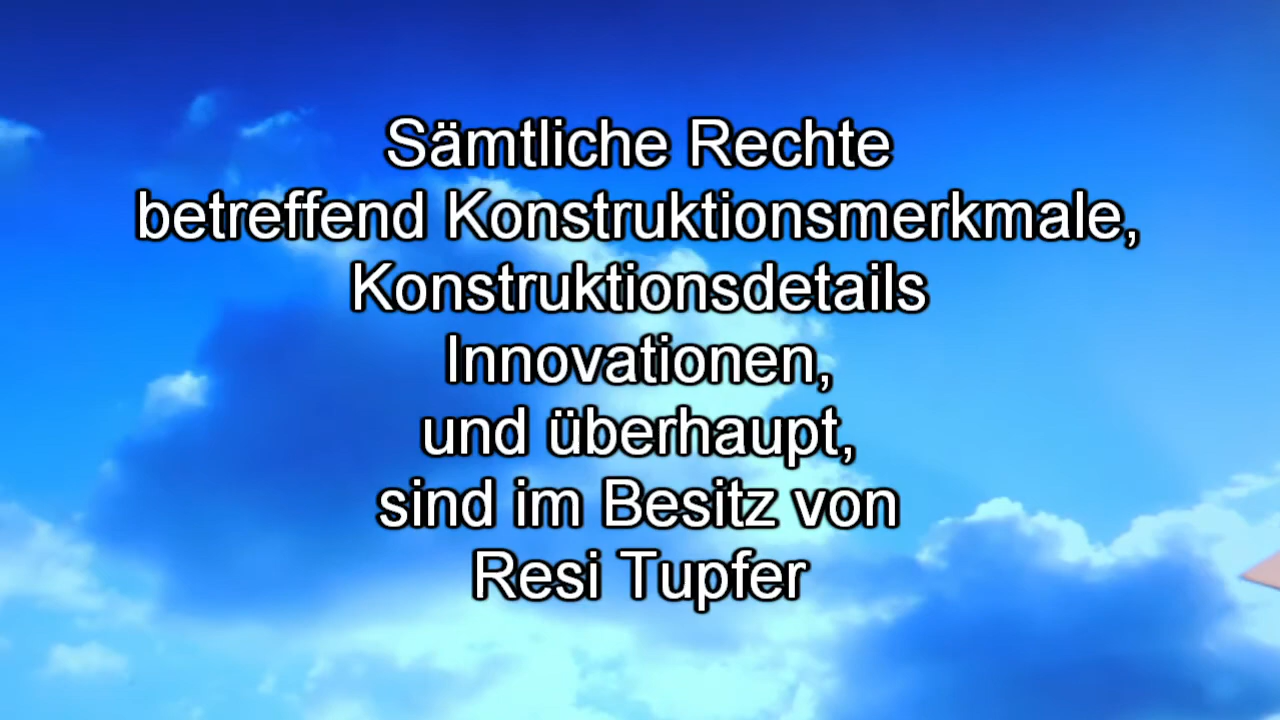 Sämtliche Rechte
betreffend Konstruktionsmerkmale,
Konstruktionsdetails
Innovationen,
und überhaupt,
sind im Besitz von
Resi Tupfer